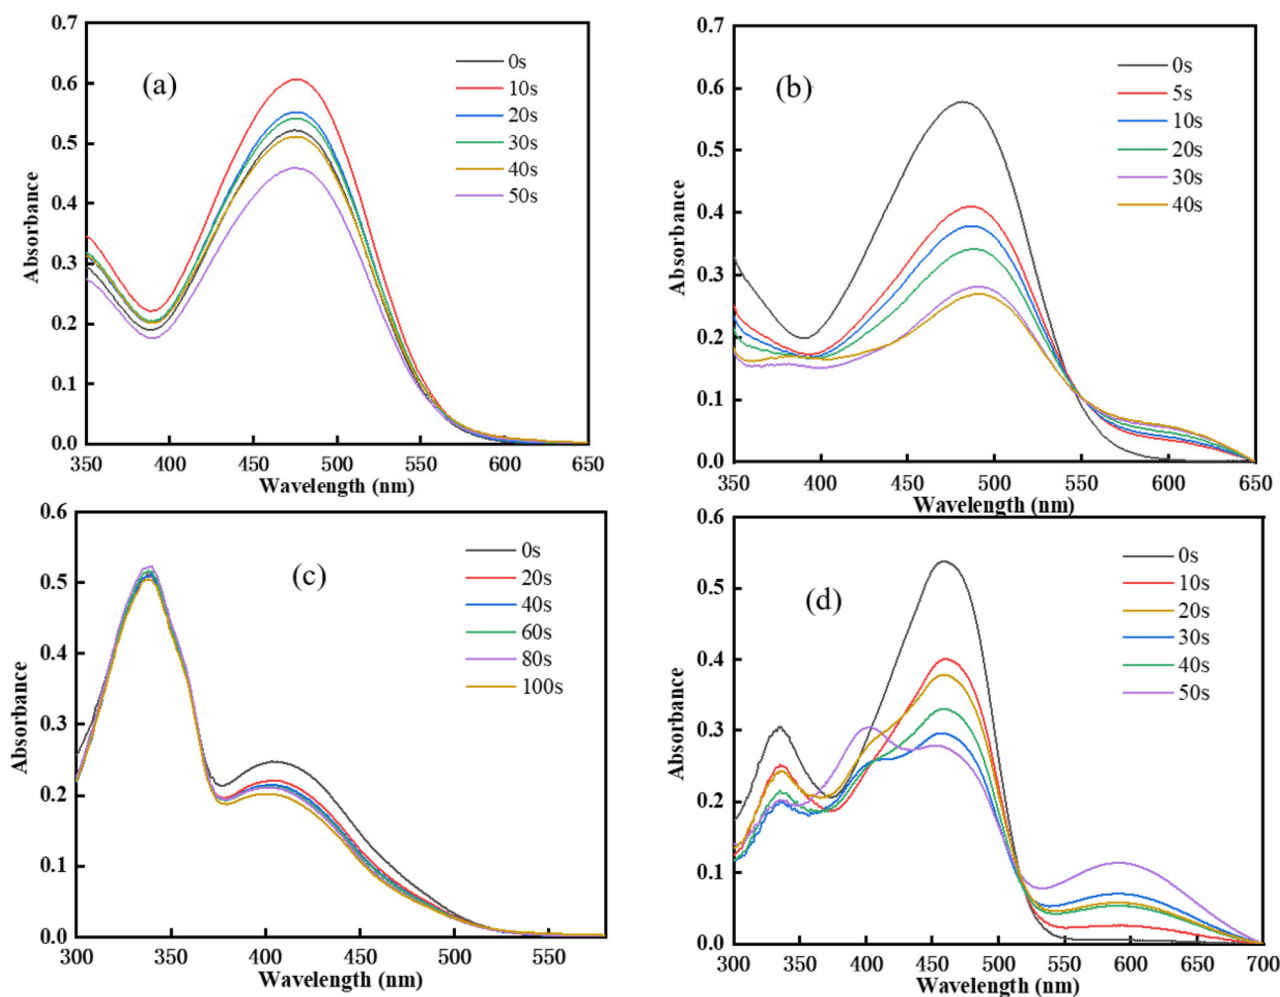 (a)
0s
10s
20s
30s
40s
50s
Absorbance
0.7
0.6
0.5
0.4
0.3
0.2
0.1
0.0
350 400 450 500 550 600 650
Wavelength (nm)
(b)
0s
5s
10s
20s
30s
40s
Absorbance
0.7
0.6
0.5
0.4
0.3
0.2
0.1
0.0
350 400 450 500 550 600 650
Wavelength (nm)
(c)
0s
20s
40s
60s
80s
100s
Absorbance
0.6
0.5
0.4
0.3
0.2
0.1
0.0
300 350 400 450 500 550
Wavelength (nm)
(d)
0s
10s
20s
30s
40s
50s
Absorbance
0.6
0.5
0.4
0.3
0.2
0.1
0.0
300 350 400 450 500 550 600 650 700
Wavelength (nm)